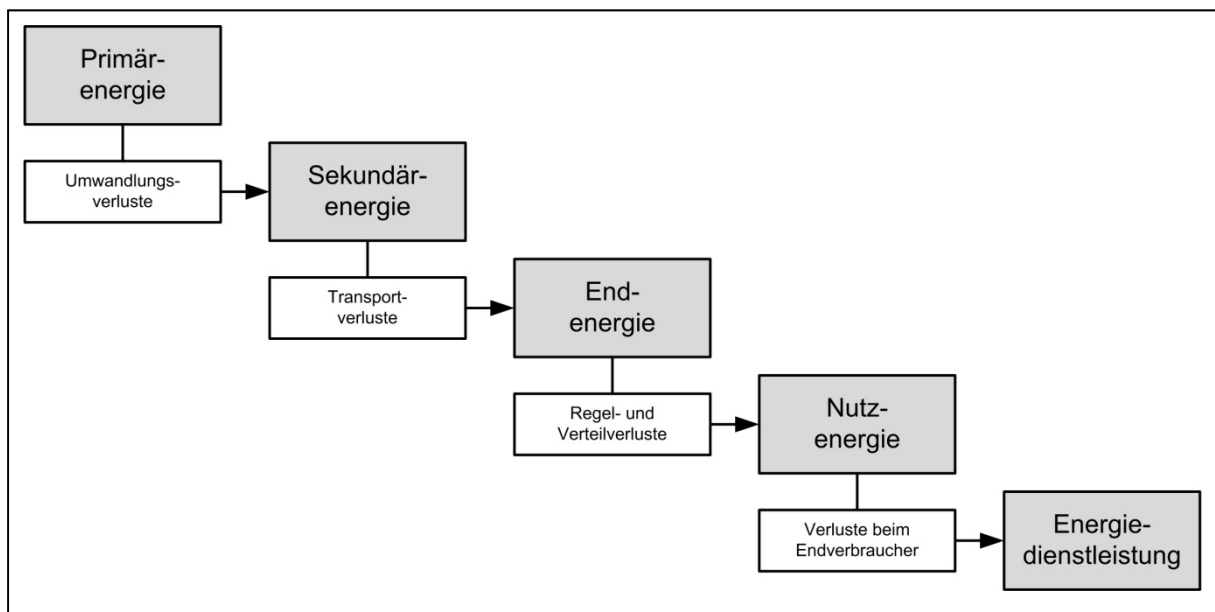 Primär-
energie
Umwandlungs-
verluste
Sekundär-
energie
Transport-
verluste
End-
energie
Regel- und
Verteilverluste
Nutz-
energie
Verluste beim
Endverbraucher
Energie-
dienstleistung